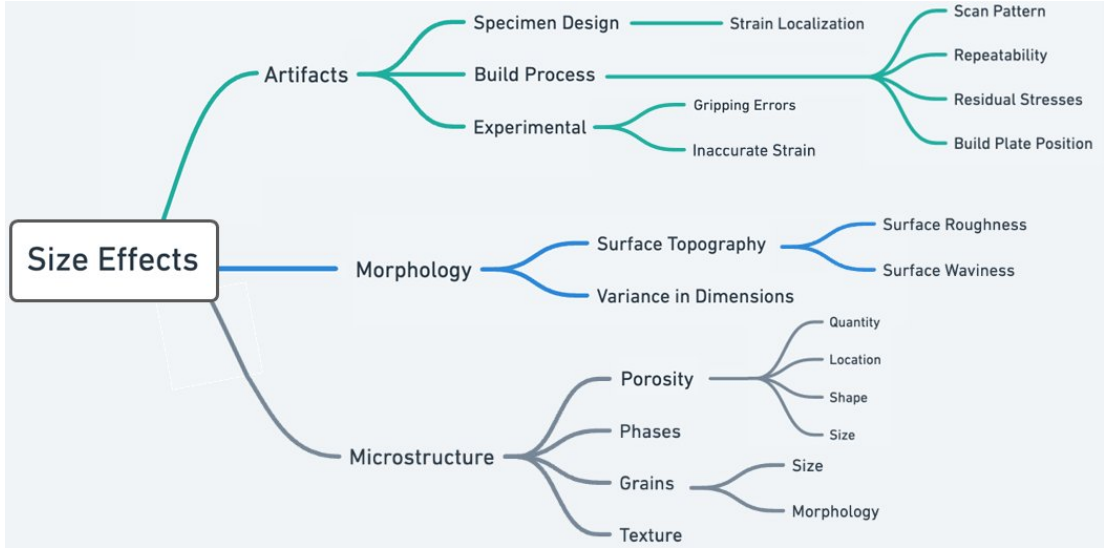 Size Effects
Artifacts
Specimen Design
Strain Localization
Build Process
Scan Pattern
Repeatability
Residual Stresses
Build Plate Position
Experimental
Gripping Errors
Inaccurate Strain
Morphology
Surface Topography
Surface Roughness
Surface Waviness
Variance in Dimensions
Microstructure
Porosity
Quantity
Location
Shape
Size
Phases
Grains
Size
Morphology
Texture